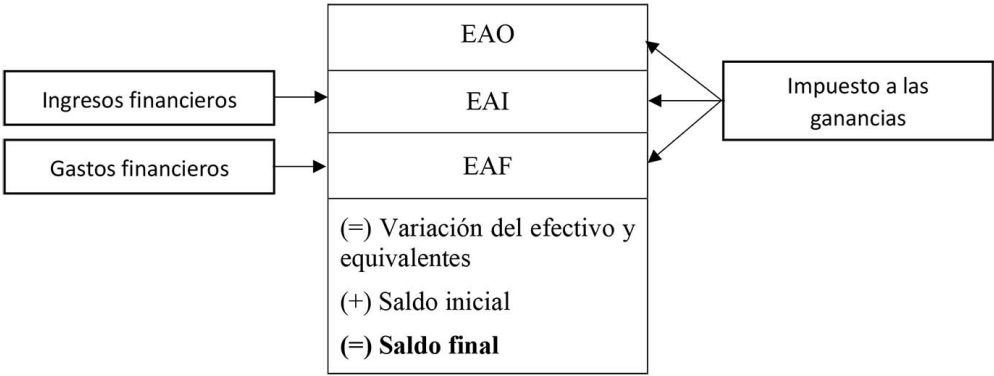 EAO
Ingresos financieros
EAI
Impuesto a las
ganancias
Gastos financieros
EAF
(=) Variación del efectivo y
equivalentes
(+) Saldo inicial
(=) Saldo final